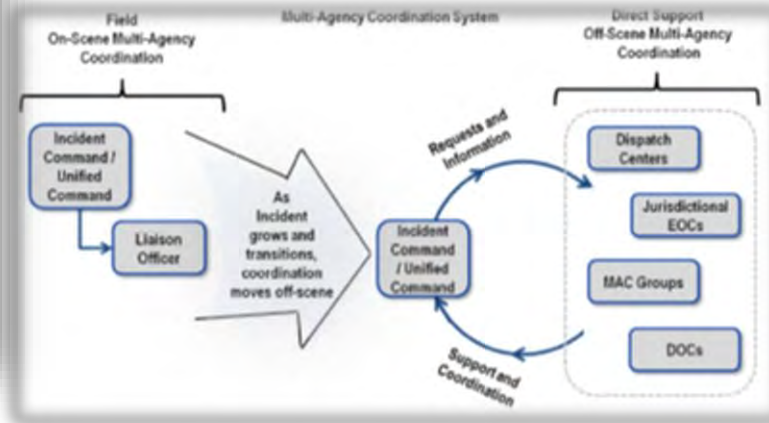 Field
On-Scene Multi-Agency
Coordination
Multi-Agency Coordination System
Direct Support
Off-Scene Multi-Agency
Coordination
Incident
Command /
Unified
Command
Liaison
Officer
As
Incident
grows and
transitions,
coordination
moves off-scene
Requests and
Information
Incident
Command
/ Unified
Command
Support and
Coordination
Dispatch
Centers
Jurisdictional
EOCs
MAC Groups
DOCs